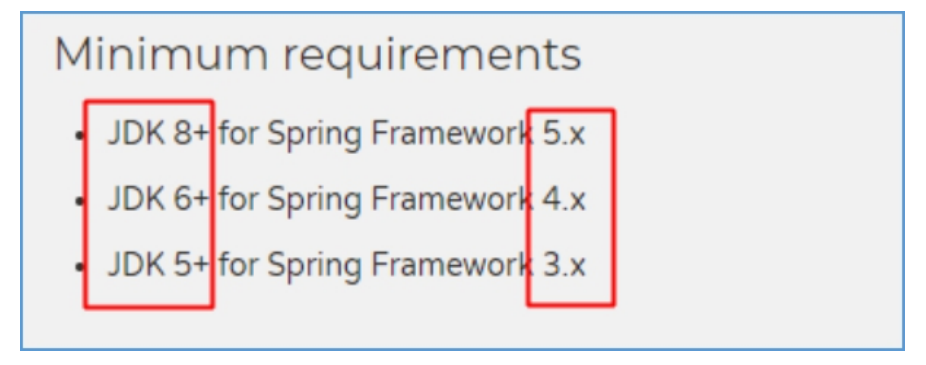 Minimum requirements
• JDK 8+ for Spring Framework 5.x
• JDK 6+ for Spring Framework 4.x
• JDK 5+ for Spring Framework 3.x